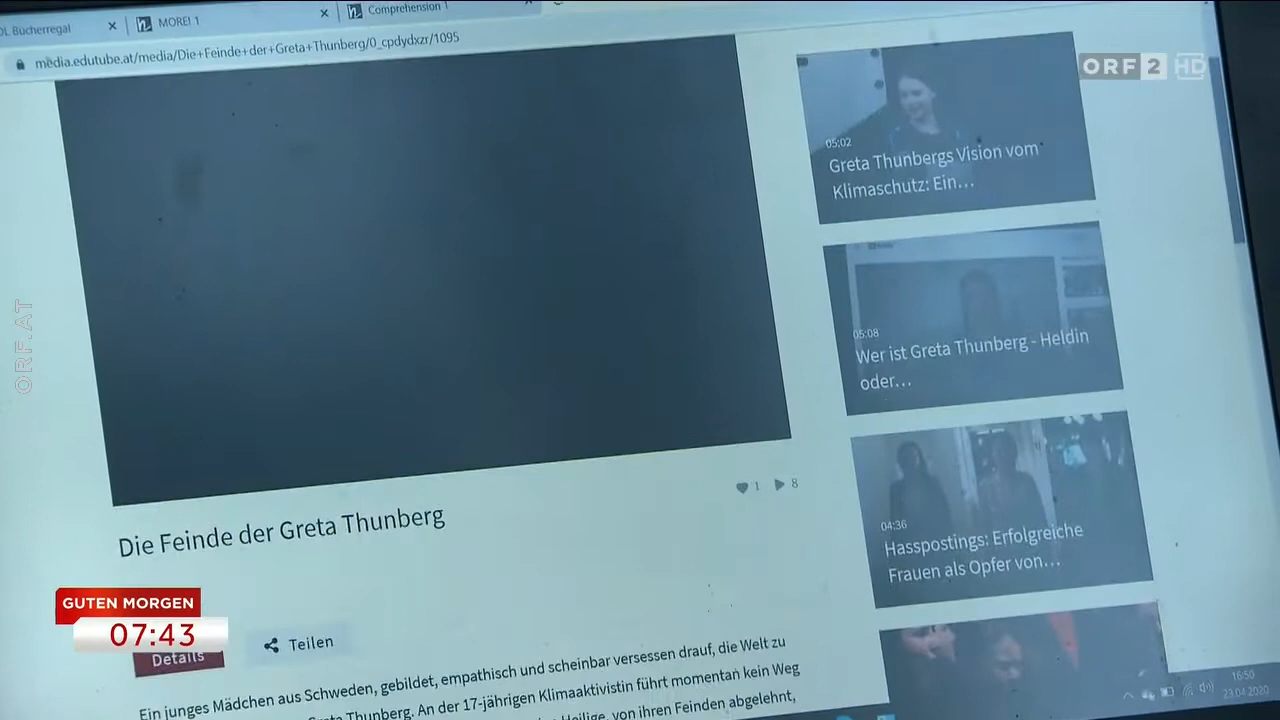 DL Bücherregal
MORE! 1
Comprehension 1
media.edutube.at/media/Die+Feinde+der+Greta+Thunberg/0_cpdydxzr/1095
ORF 2 HD
05:02
Greta Thunbergs Vision vom
Klimaschutz: Ein...
05:08
Wer ist Greta Thunberg - Heldin
oder...
04:36
Hasspostings: Erfolgreiche
Frauen als Opfer von...
ORF.AT
1 8
Die Feinde der Greta Thunberg
GUTEN MORGEN
07:43
Details
Teilen
Ein junges Mädchen aus Schweden, gebildet, empathisch und scheinbar versessen drauf, die Welt zu
Greta Thunberg. An der 17-jährigen Klimaaktivistin führt momentan kein Weg
Heilige, von ihren Feinden abgelehnt,
16:50
23.04.2020